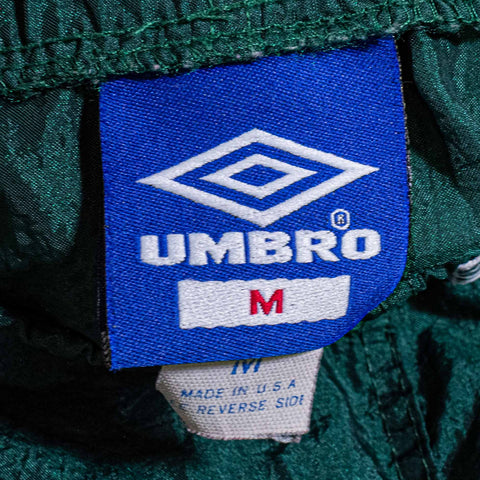 ®
UMBRO
M
M
MADE IN U.S.A
REVERSE SIDE